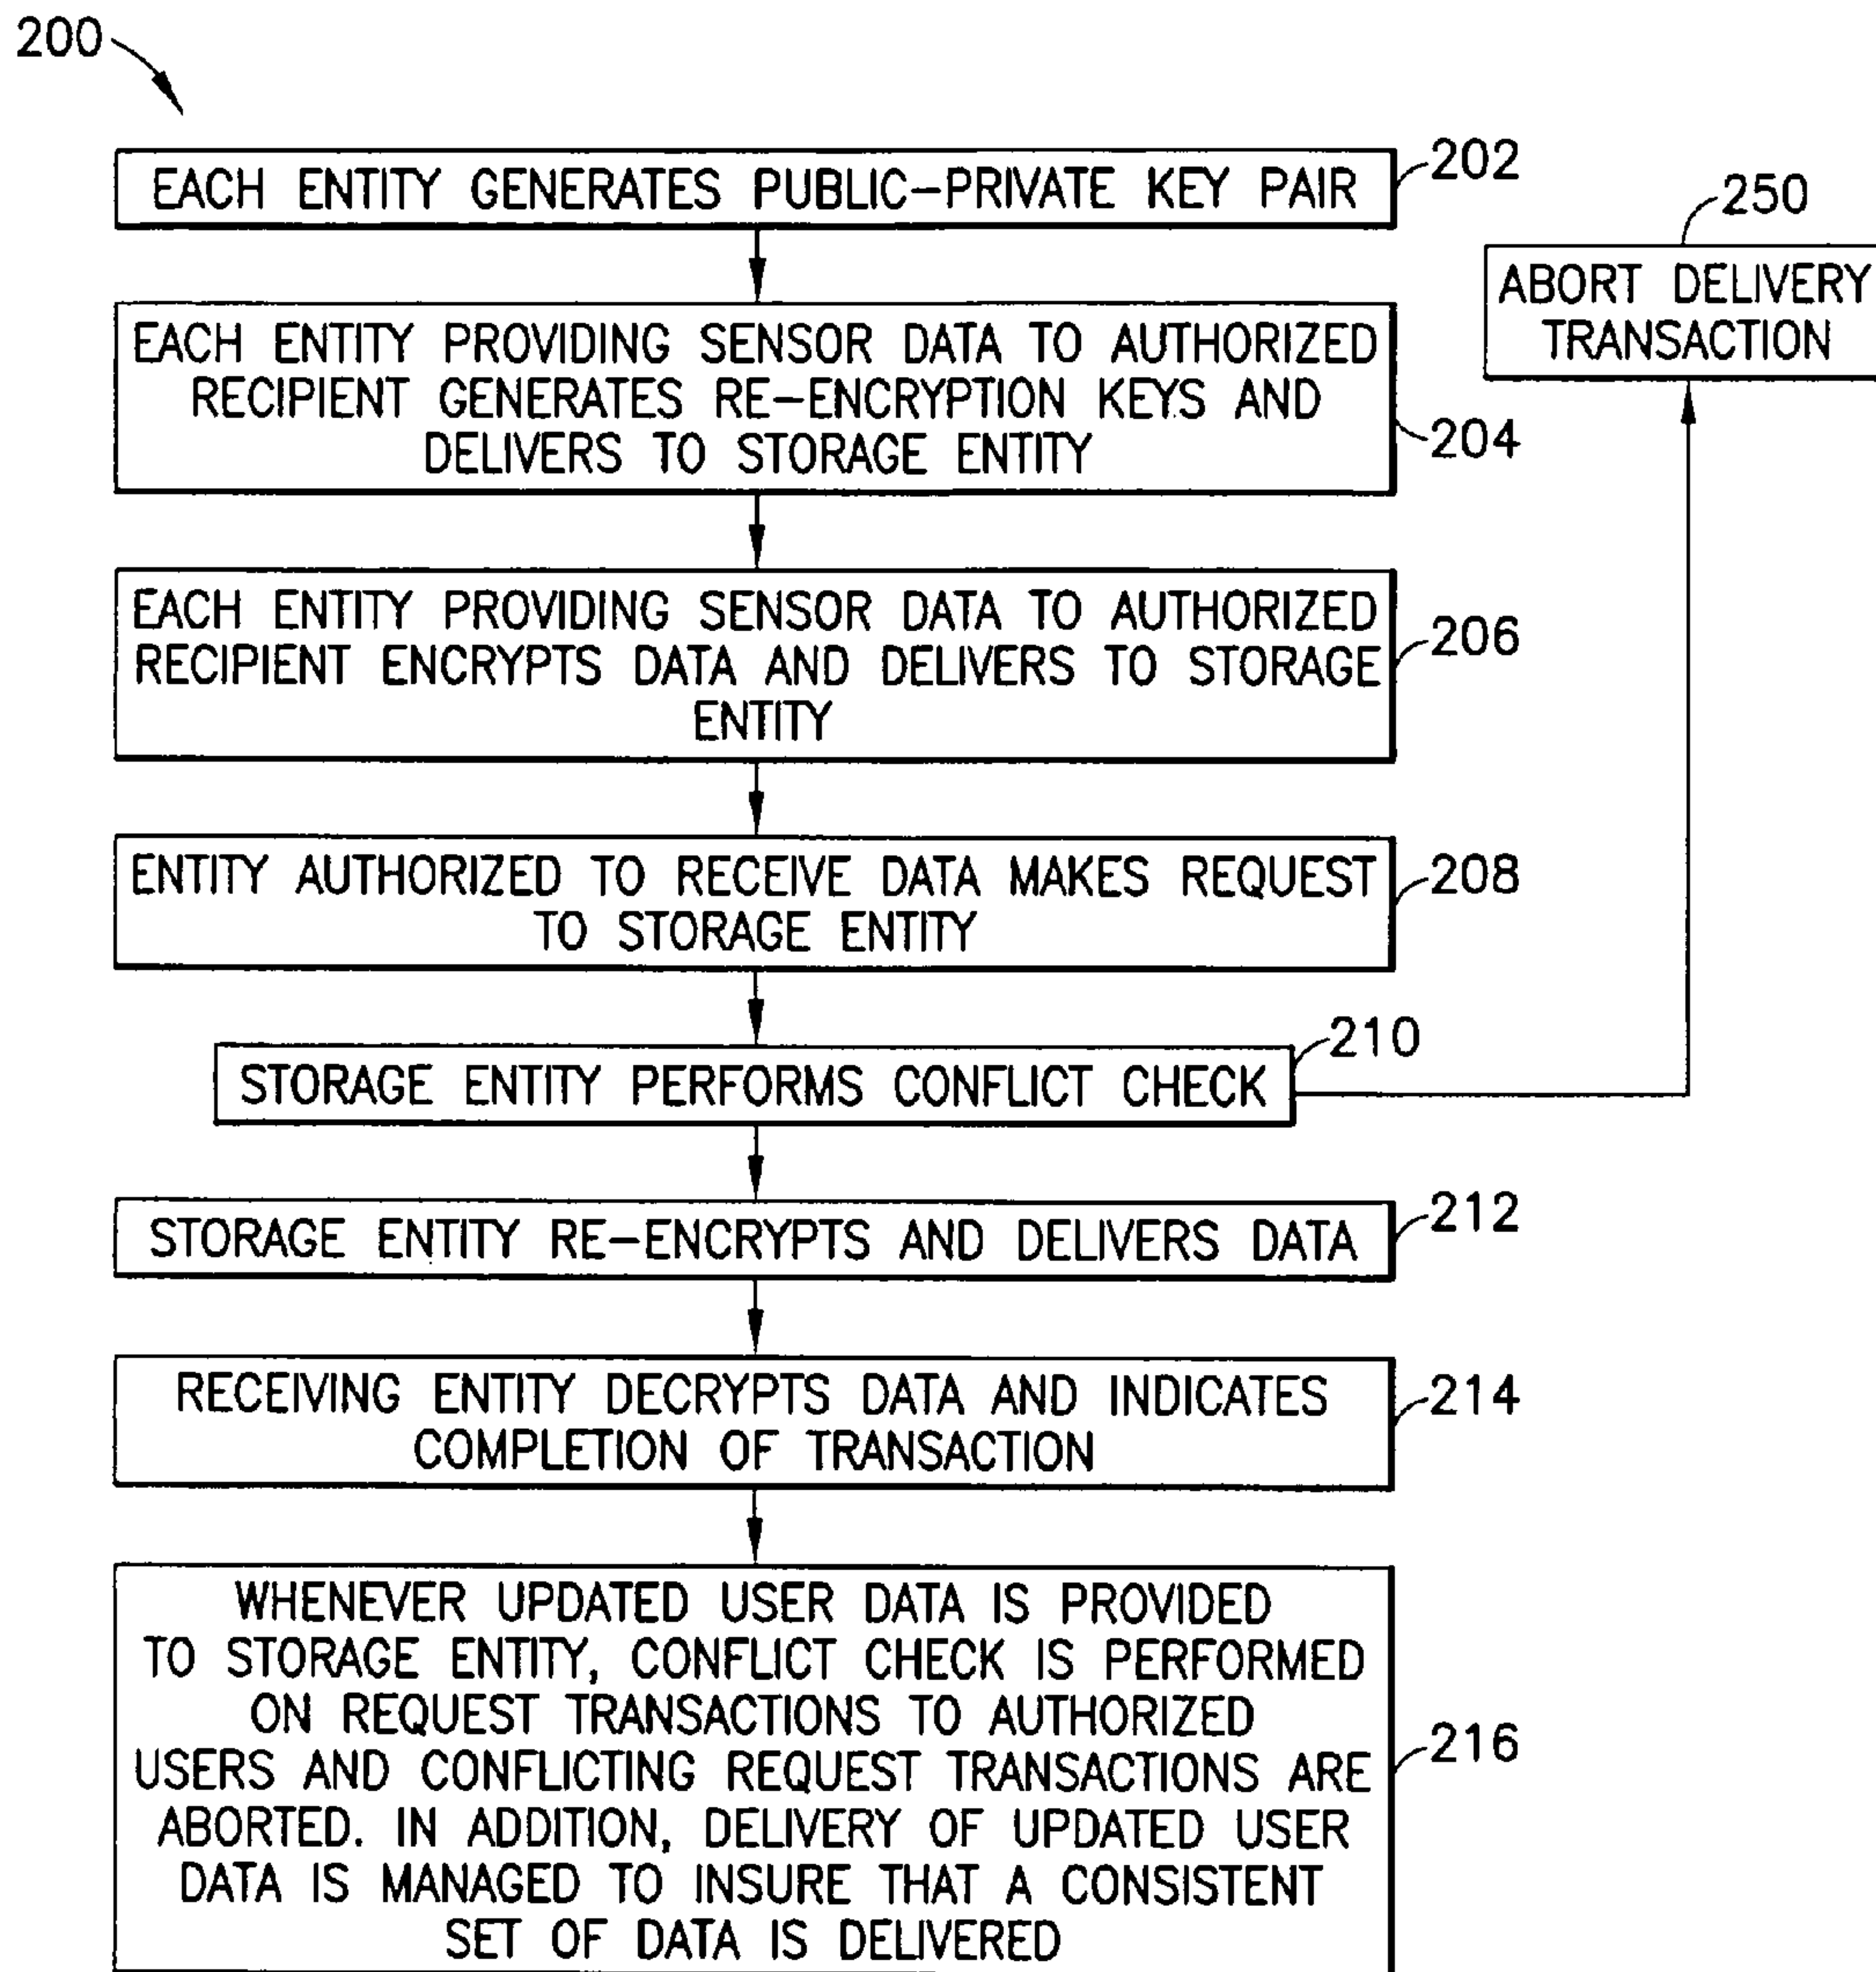 200
EACH ENTITY GENERATES PUBLIC-PRIVATE KEY PAIR
202
250
ABORT DELIVERY
TRANSACTION
EACH ENTITY PROVIDING SENSOR DATA TO AUTHORIZED
RECIPIENT GENERATES RE-ENCRYPTION KEYS AND
DELIVERS TO STORAGE ENTITY
204
EACH ENTITY PROVIDING SENSOR DATA TO AUTHORIZED
RECIPIENT ENCRYPTS DATA AND DELIVERS TO STORAGE
ENTITY
206
ENTITY AUTHORIZED TO RECEIVE DATA MAKES REQUEST
TO STORAGE ENTITY
208
STORAGE ENTITY PERFORMS CONFLICT CHECK
210
STORAGE ENTITY RE-ENCRYPTS AND DELIVERS DATA
212
RECEIVING ENTITY DECRYPTS DATA AND INDICATES
COMPLETION OF TRANSACTION
214
WHENEVER UPDATED USER DATA IS PROVIDED
TO STORAGE ENTITY, CONFLICT CHECK IS PERFORMED
ON REQUEST TRANSACTIONS TO AUTHORIZED
USERS AND CONFLICTING REQUEST TRANSACTIONS ARE
ABORTED. IN ADDITION, DELIVERY OF UPDATED USER
DATA IS MANAGED TO INSURE THAT A CONSISTENT
SET OF DATA IS DELIVERED
216